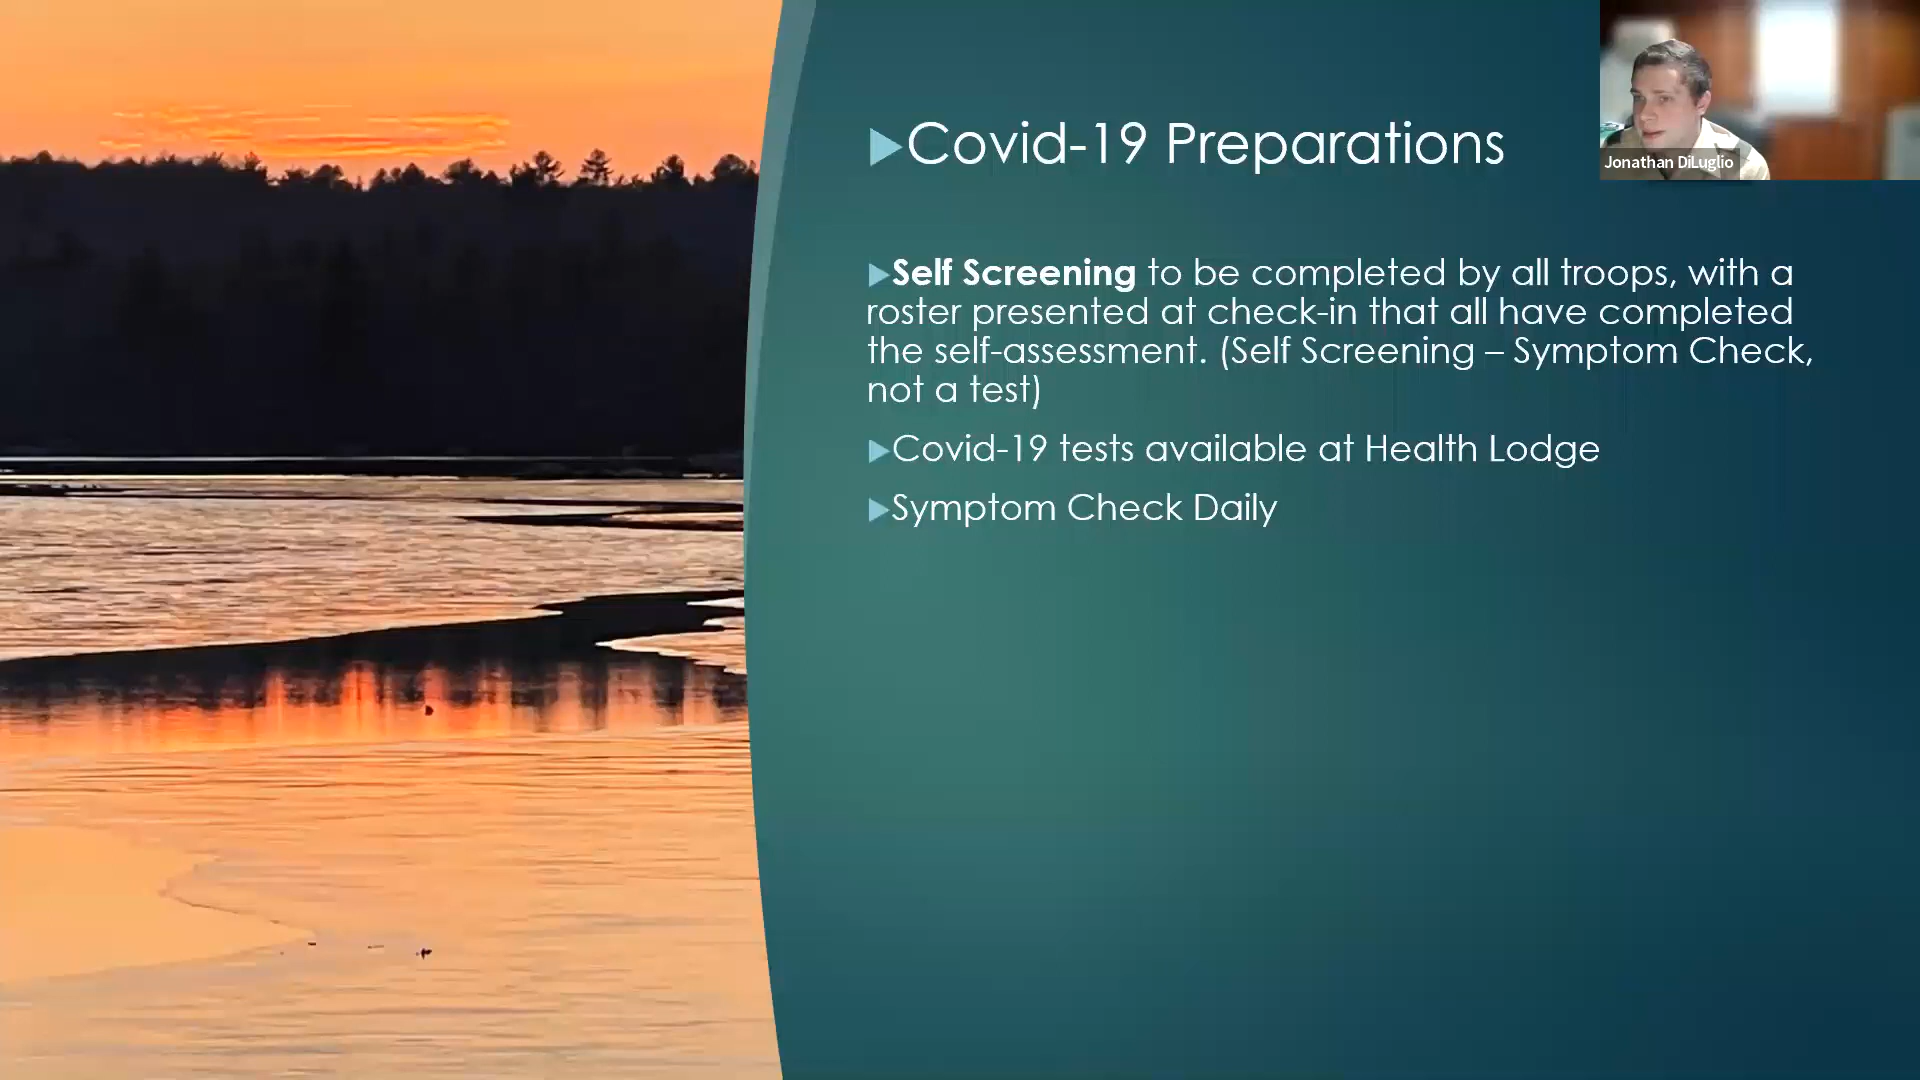 Covid-19 Preparations
Jonathan DiLuglio
Self Screening to be completed by all troops, with a
roster presented at check-in that all have completed
the self-assessment. (Self Screening – Symptom Check,
not a test)
Covid-19 tests available at Health Lodge
Symptom Check Daily